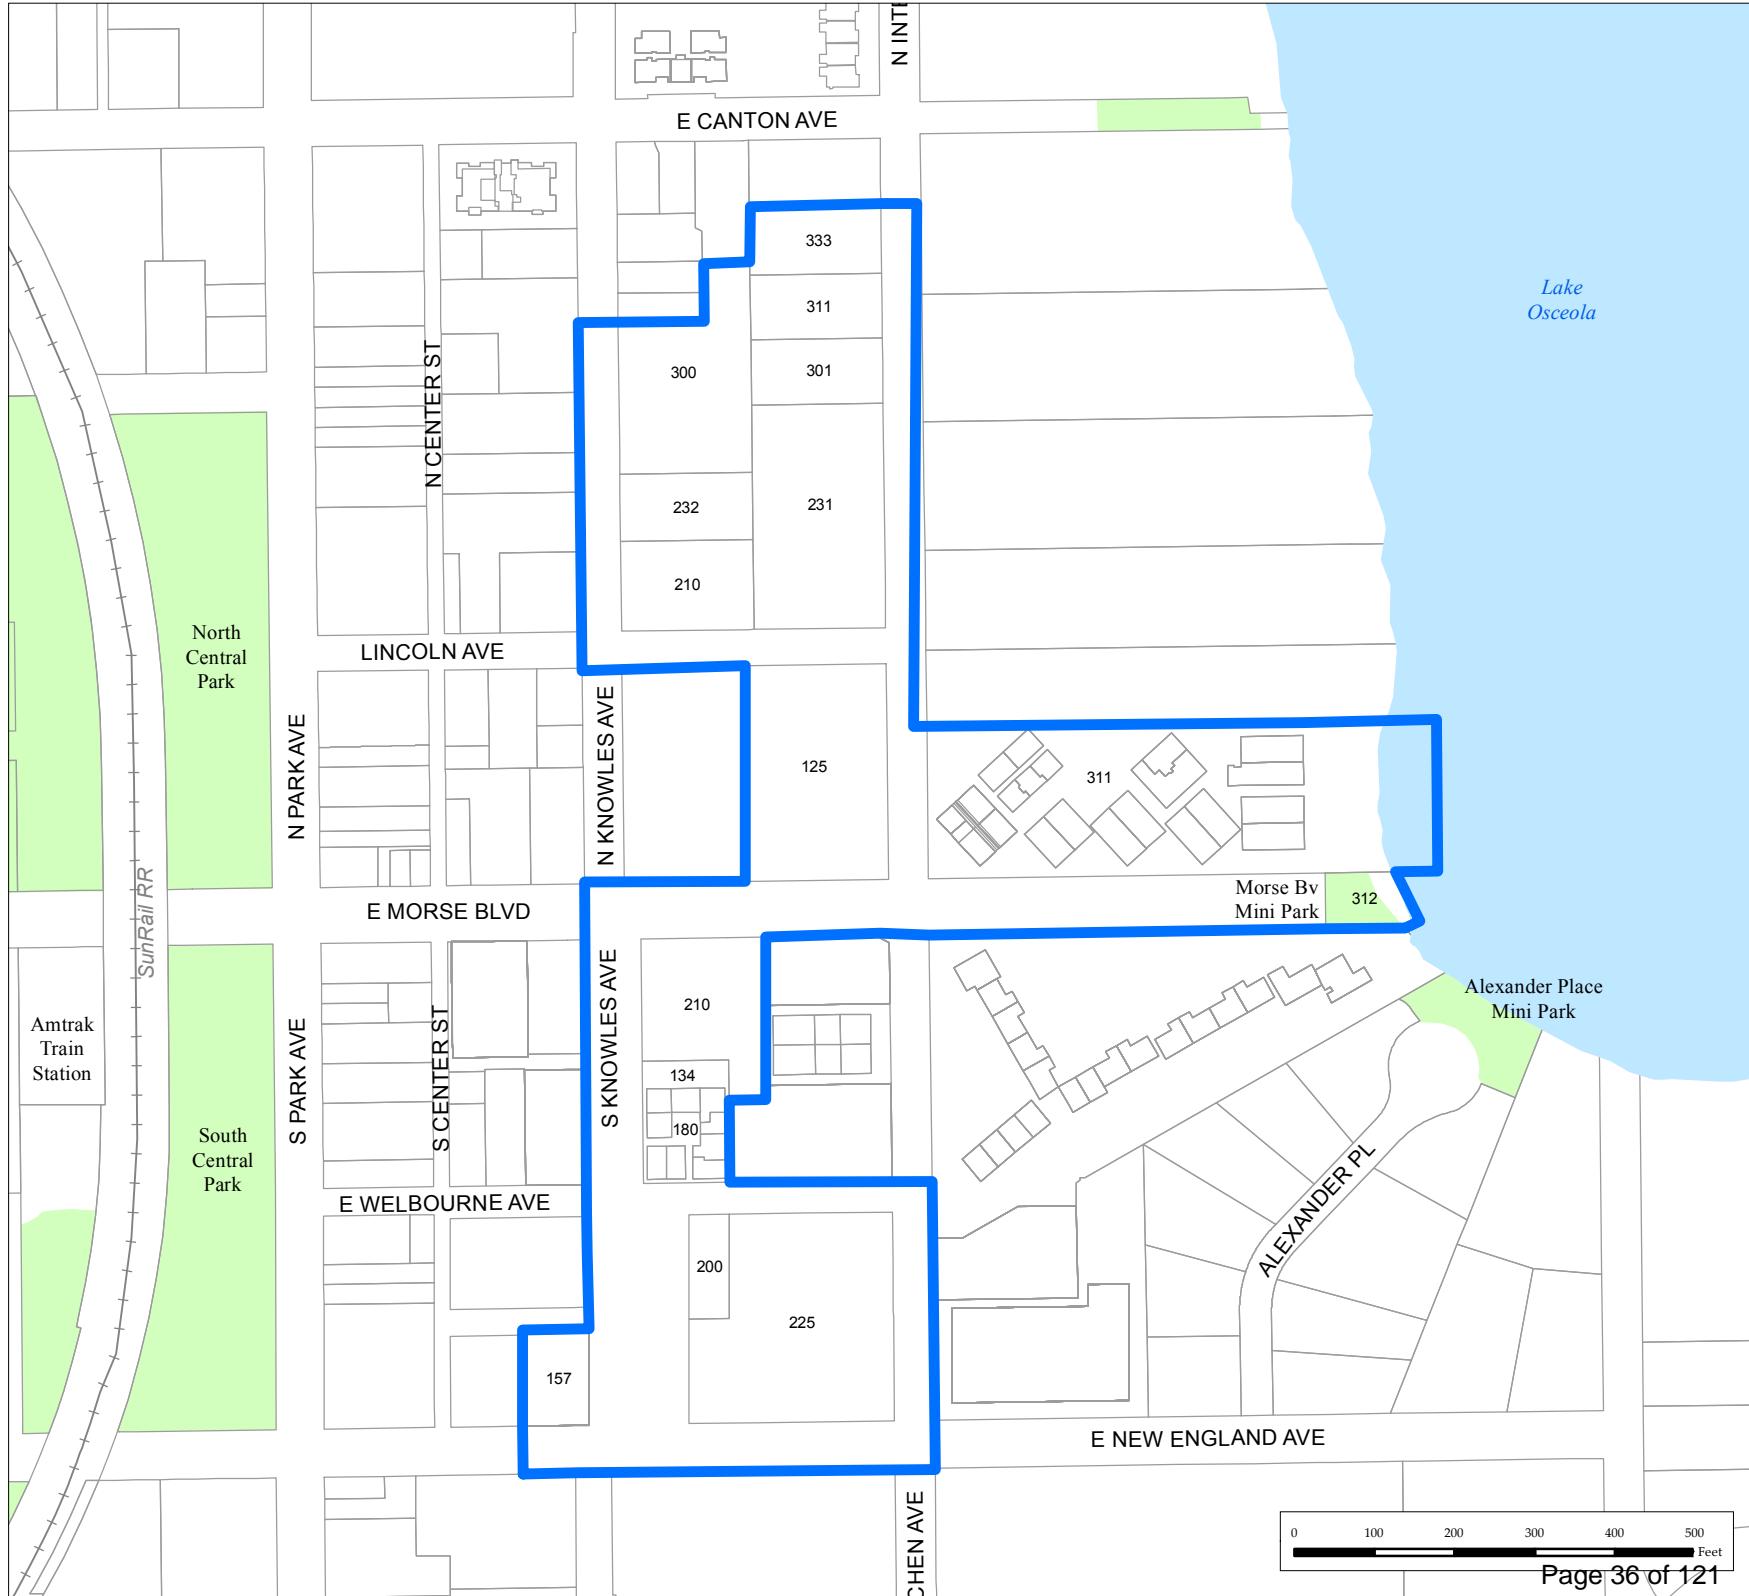 N INTE
E CANTON AVE
333
Lake
Osceola
311
300
301
N CENTER ST
232
231
210
North
Central
Park
LINCOLN AVE
N PARK AVE
N KNOWLES AVE
125
311
SunRail RR
E MORSE BLVD
Morse Bv
Mini Park
312
S KNOWLES AVE
210
Alexander Place
Mini Park
Amtrak
Train
Station
S PARK AVE
S CENTER ST
134
180
South
Central
Park
E WELBOURNE AVE
ALEXANDER PL
200
225
157
E NEW ENGLAND AVE
CHEN AVE
0 100 200 300 400 500
Feet
Page 36 of 121